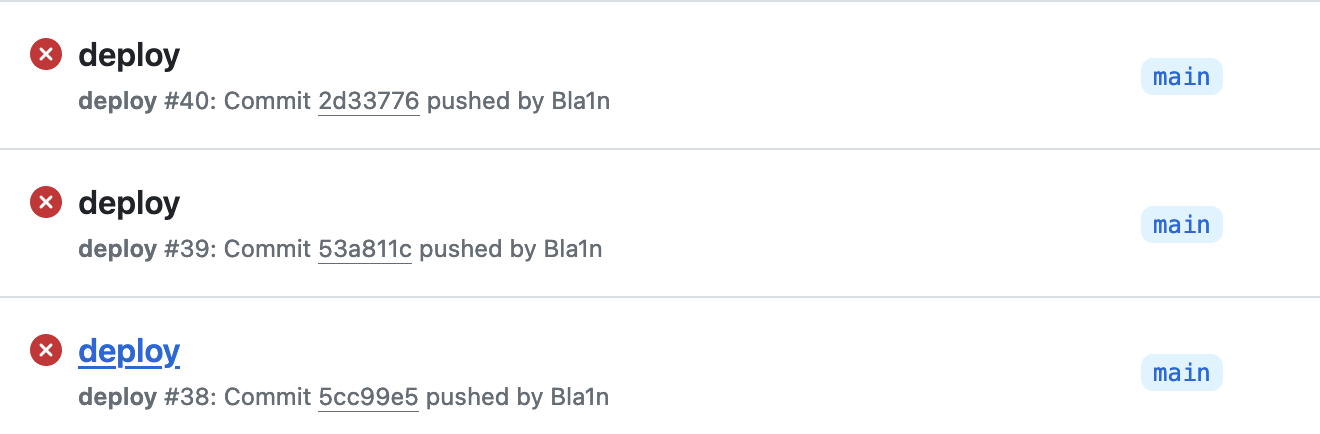 deploy
deploy #40: Commit 2d33776 pushed by Bla1n
main
deploy
deploy #39: Commit 53a811c pushed by Bla1n
main
deploy
deploy #38: Commit 5cc99e5 pushed by Bla1n
main